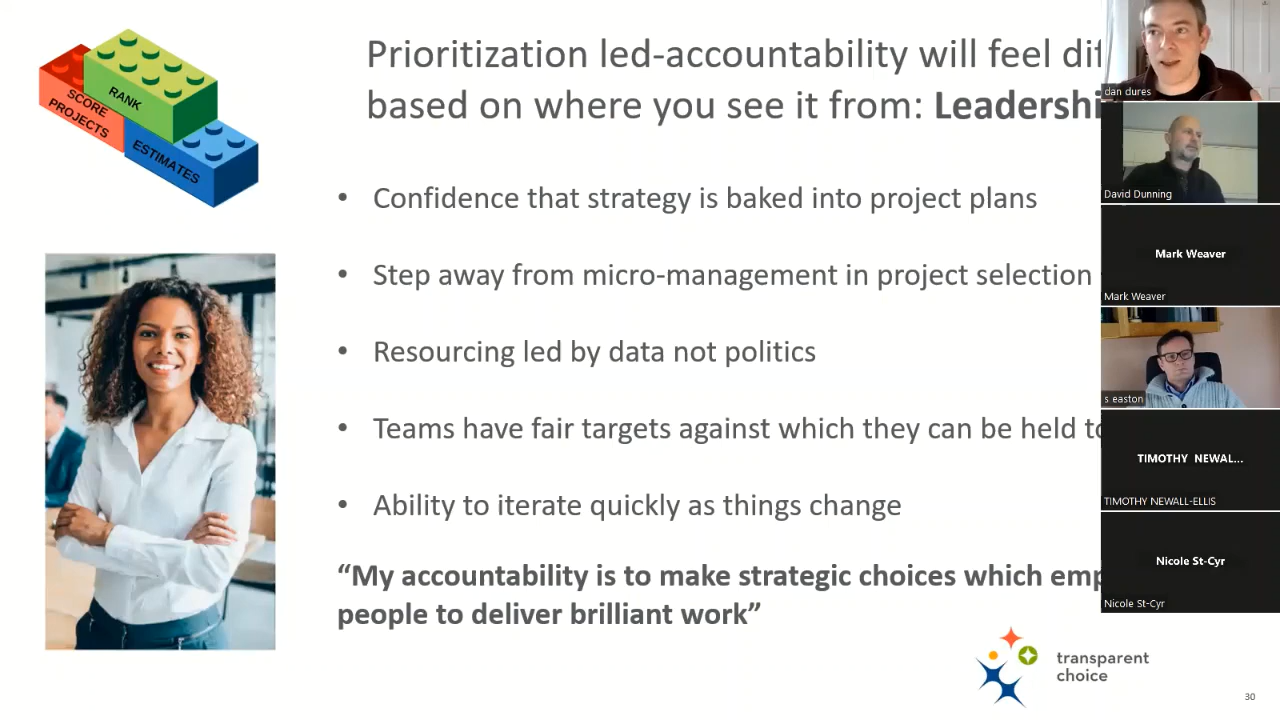 Prioritization led-accountability will feel dif
based on where you see it from: Leadershi
RANK
SCORE
PROJECTS
ESTIMATES
• Confidence that strategy is baked into project plans
• Step away from micro-management in project selection
• Resourcing led by data not politics
• Teams have fair targets against which they can be held to
• Ability to iterate quickly as things change
“My accountability is to make strategic choices which emp
people to deliver brilliant work”
transparent
choice
30
dan dures
David Dunning
Mark Weaver
Mark Weaver
s easton
TIMOTHY NEWAL...
TIMOTHY NEWALL-ELLIS
Nicole St-Cyr
Nicole St-Cyr